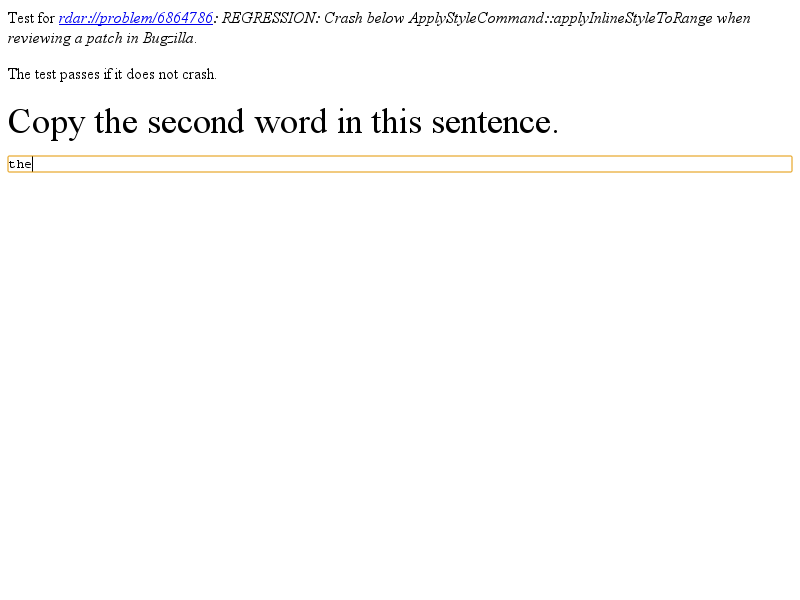 Test for rdar://problem/6864786: REGRESSION: Crash below ApplyStyleCommand::applyInlineStyleToRange when
reviewing a patch in Bugzilla.
The test passes if it does not crash.
Copy the second word in this sentence.
the